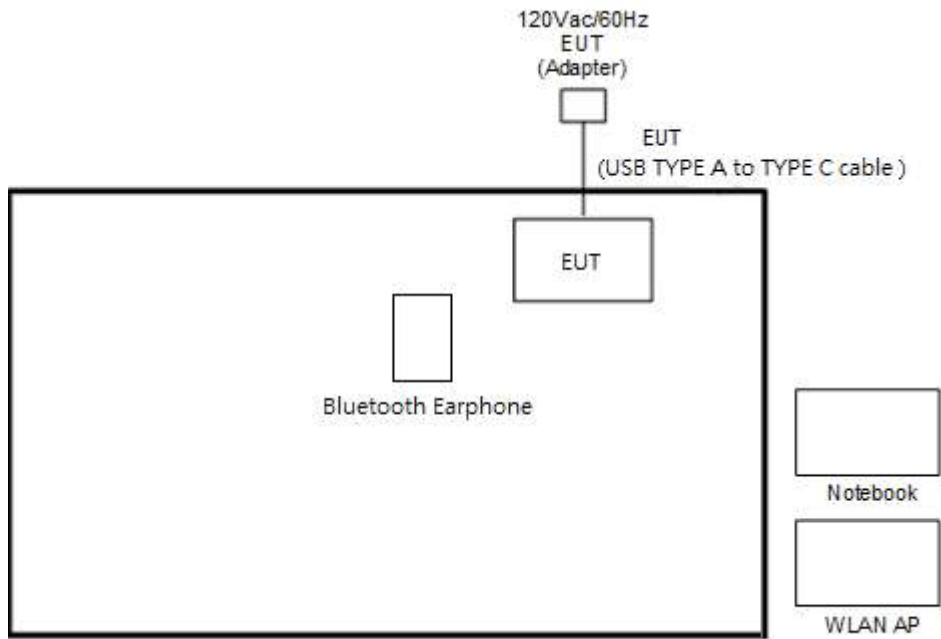 120Vac/60Hz
EUT
(Adapter)
EUT
(USB TYPE A to TYPE C cable )
EUT
Bluetooth Earphone
Notebook
WLAN AP